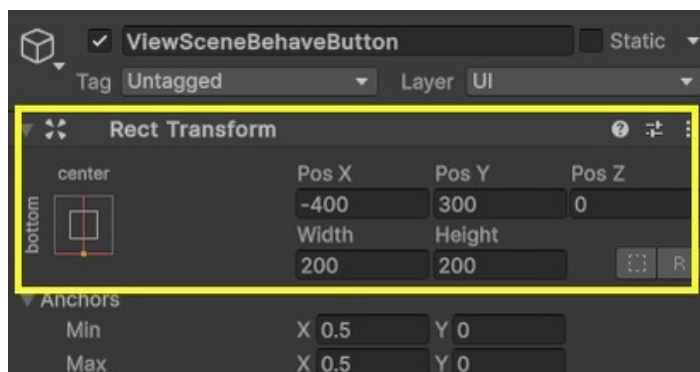 ViewSceneBehaveButton Static
Tag Untagged Layer UI
Rect Transform
center Pos X Pos Y Pos Z
bottom -400 300 0
Width Height
200 200 R
Anchors
Min X 0.5 Y 0
Max X 0.5 Y 0